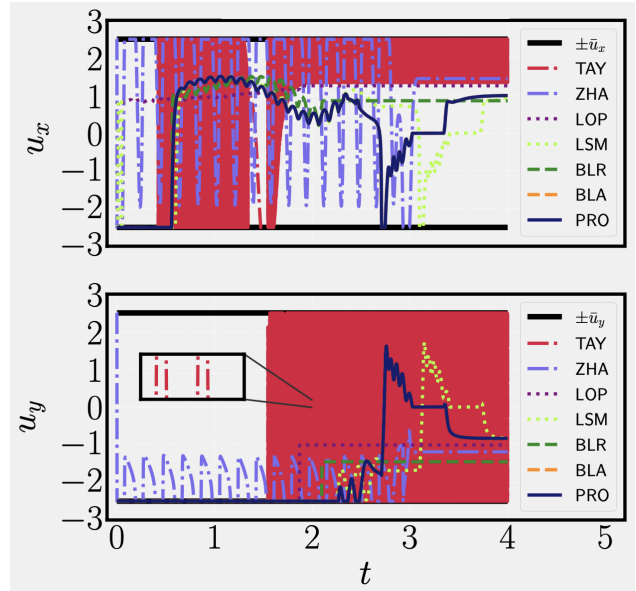 3
2
1
0
−1
−2
−3
u_x
±ū_x
TAY
ZHA
LOP
LSM
BLR
BLA
PRO
3
2
1
0
−1
−2
−3
u_y
±ū_y
TAY
ZHA
LOP
LSM
BLR
BLA
PRO
0 1 2 3 4 5
t